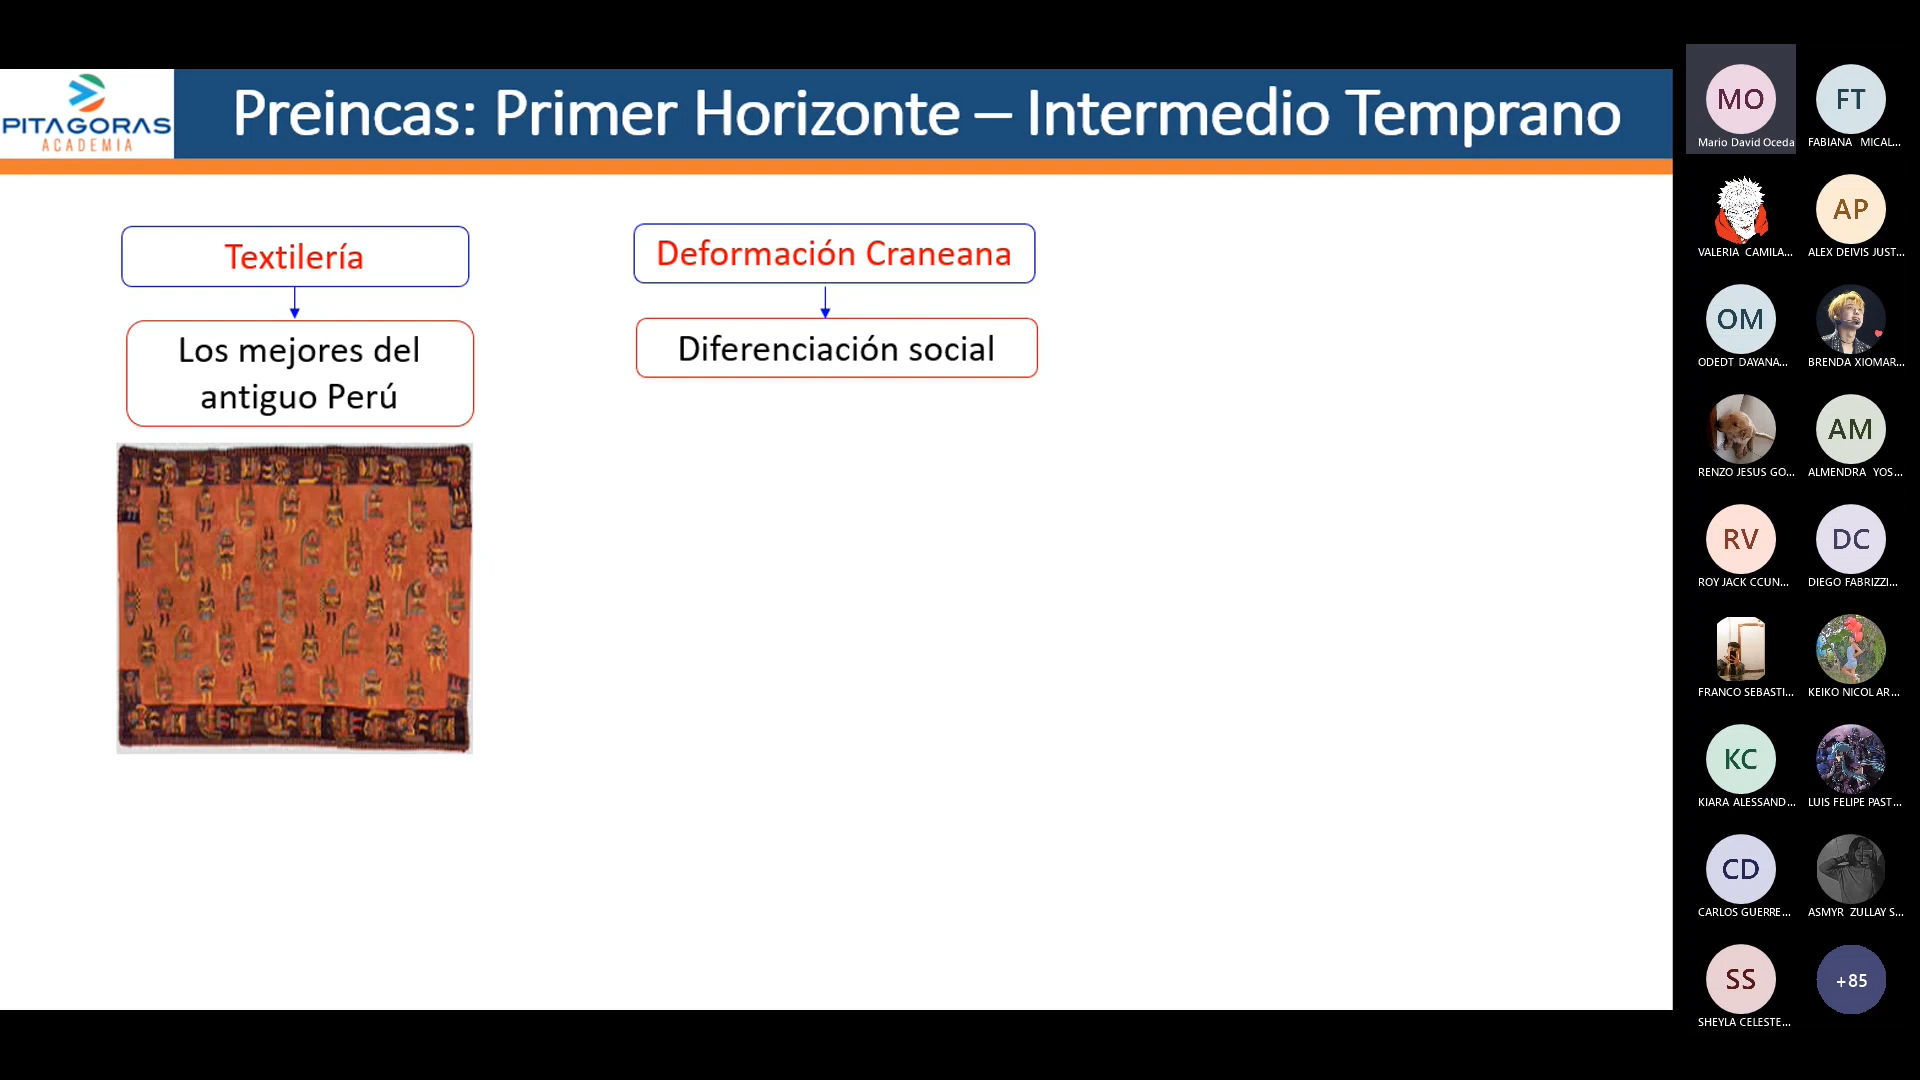 PITAGORAS
ACADEMIA
Preincas: Primer Horizonte – Intermedio Temprano
Textilería
Los mejores del
antiguo Perú
Deformación Craneana
Diferenciación social
MO
Mario David Oceda
FT
FABIANA MICAL...
VALERIA CAMILA...
AP
ALEX DEIVIS JUST...
OM
ODEDT DAYANA...
BRENDA XIOMAR...
RENZO JESUS GO...
AM
ALMENDRA YOS...
RV
ROY JACK CCUN...
DC
DIEGO FABRIZZI...
FRANCO SEBASTI...
KEIKO NICOL AR...
KC
KIARA ALESSAND...
LUIS FELIPE PAST...
CD
CARLOS GUERRE...
ASMYR ZULLAY S...
SS
SHEYLA CELESTE...
+85